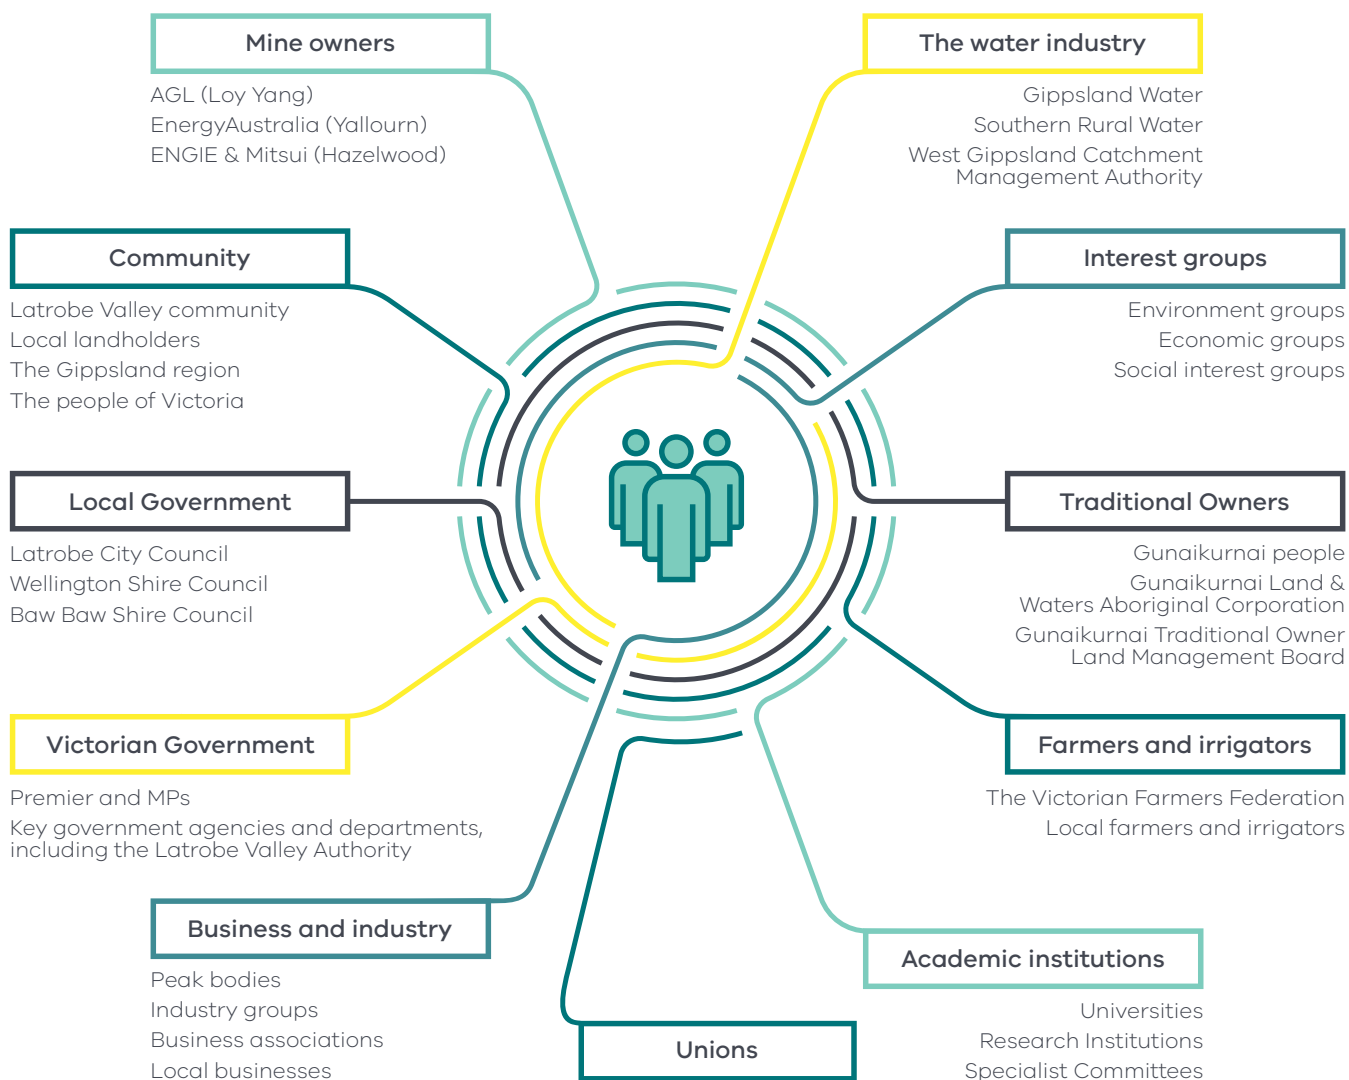 Mine owners
AGL (Loy Yang)
EnergyAustralia (Yallourn)
ENGIE & Mitsui (Hazelwood)
The water industry
Gippsland Water
Southern Rural Water
West Gippsland Catchment
Management Authority
Community
Latrobe Valley community
Local landholders
The Gippsland region
The people of Victoria
Interest groups
Environment groups
Economic groups
Social interest groups
Local Government
Latrobe City Council
Wellington Shire Council
Baw Baw Shire Council
Traditional Owners
Gunaikurnai people
Gunaikurnai Land &
Waters Aboriginal Corporation
Gunaikurnai Traditional Owner
Land Management Board
Victorian Government
Premier and MPs
Key government agencies and departments,
including the Latrobe Valley Authority
Farmers and irrigators
The Victorian Farmers Federation
Local farmers and irrigators
Business and industry
Peak bodies
Industry groups
Business associations
Local businesses
Unions
Academic institutions
Universities
Research Institutions
Specialist Committees